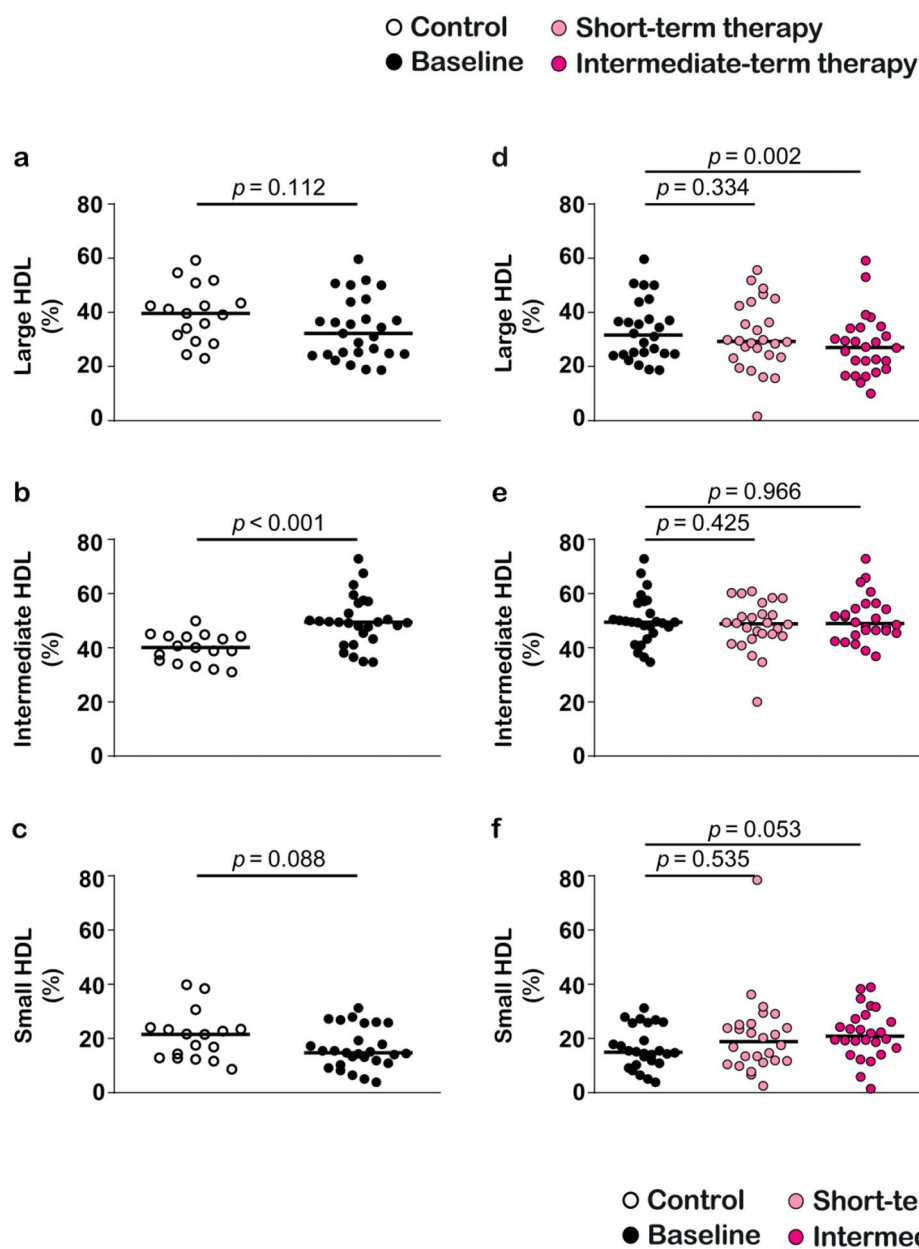 Control Short-term therapy
Baseline Intermediate-term therapy
a
p = 0.112
Large HDL
(%)
80
60
40
20
0
d
p = 0.002
p = 0.334
Large HDL
(%)
80
60
40
20
0
b
p < 0.001
Intermediate HDL
(%)
80
60
40
20
0
e
p = 0.966
p = 0.425
Intermediate HDL
(%)
80
60
40
20
0
c
p = 0.088
Small HDL
(%)
80
60
40
20
0
f
p = 0.053
p = 0.535
Small HDL
(%)
80
60
40
20
0
Control Short-te
Baseline Intermed